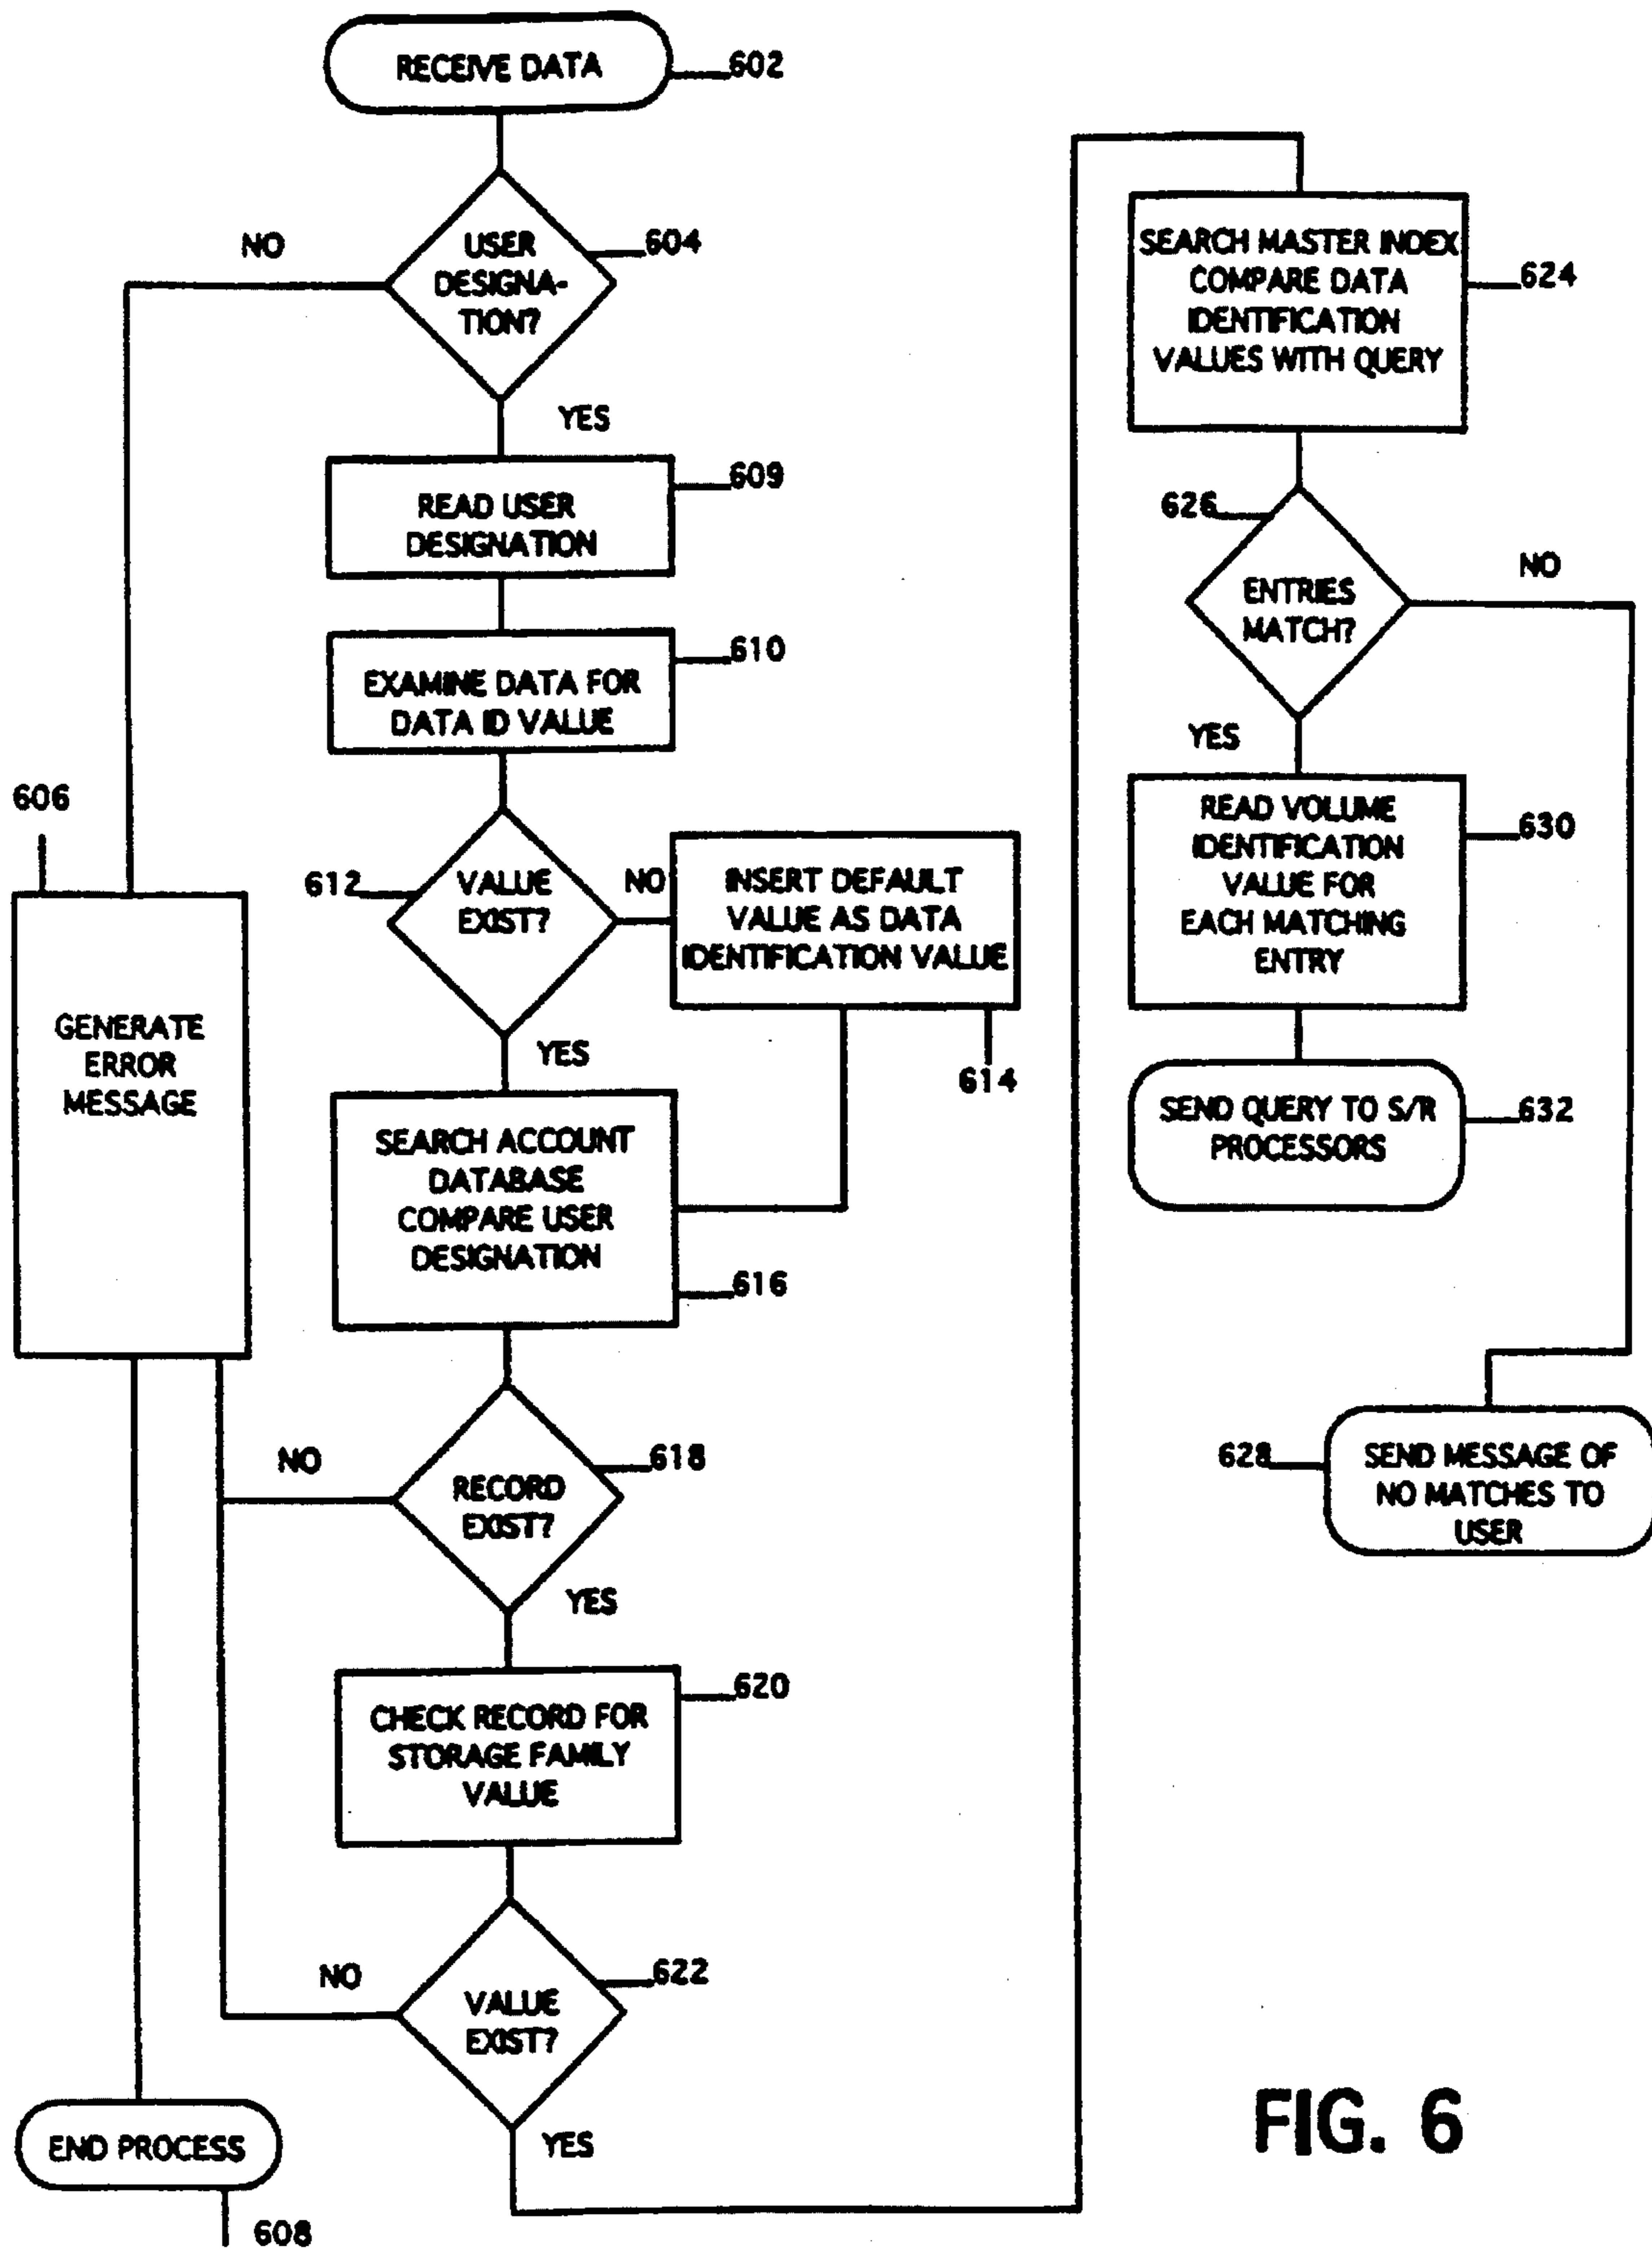 RECEIVE DATA
602
USER
DESIGNA-
TION?
604
NO
YES
READ USER
DESIGNATION
609
EXAMINE DATA FOR
DATA ID VALUE
610
606
GENERATE
ERROR
MESSAGE
612
VALUE
EXIST?
NO
INSERT DEFAULT
VALUE AS DATA
IDENTIFICATION VALUE
614
YES
SEARCH ACCOUNT
DATABASE
COMPARE USER
DESIGNATION
616
NO
RECORD
EXIST?
618
YES
CHECK RECORD FOR
STORAGE FAMILY
VALUE
620
NO
VALUE
EXIST?
622
YES
END PROCESS
608
SEARCH MASTER INDEX
COMPARE DATA
IDENTIFICATION
VALUES WITH QUERY
624
626
ENTRIES
MATCH?
NO
YES
READ VOLUME
IDENTIFICATION
VALUE FOR
EACH MATCHING
ENTRY
630
SEND QUERY TO S/R
PROCESSORS
632
628
SEND MESSAGE OF
NO MATCHES TO
USER
FIG. 6